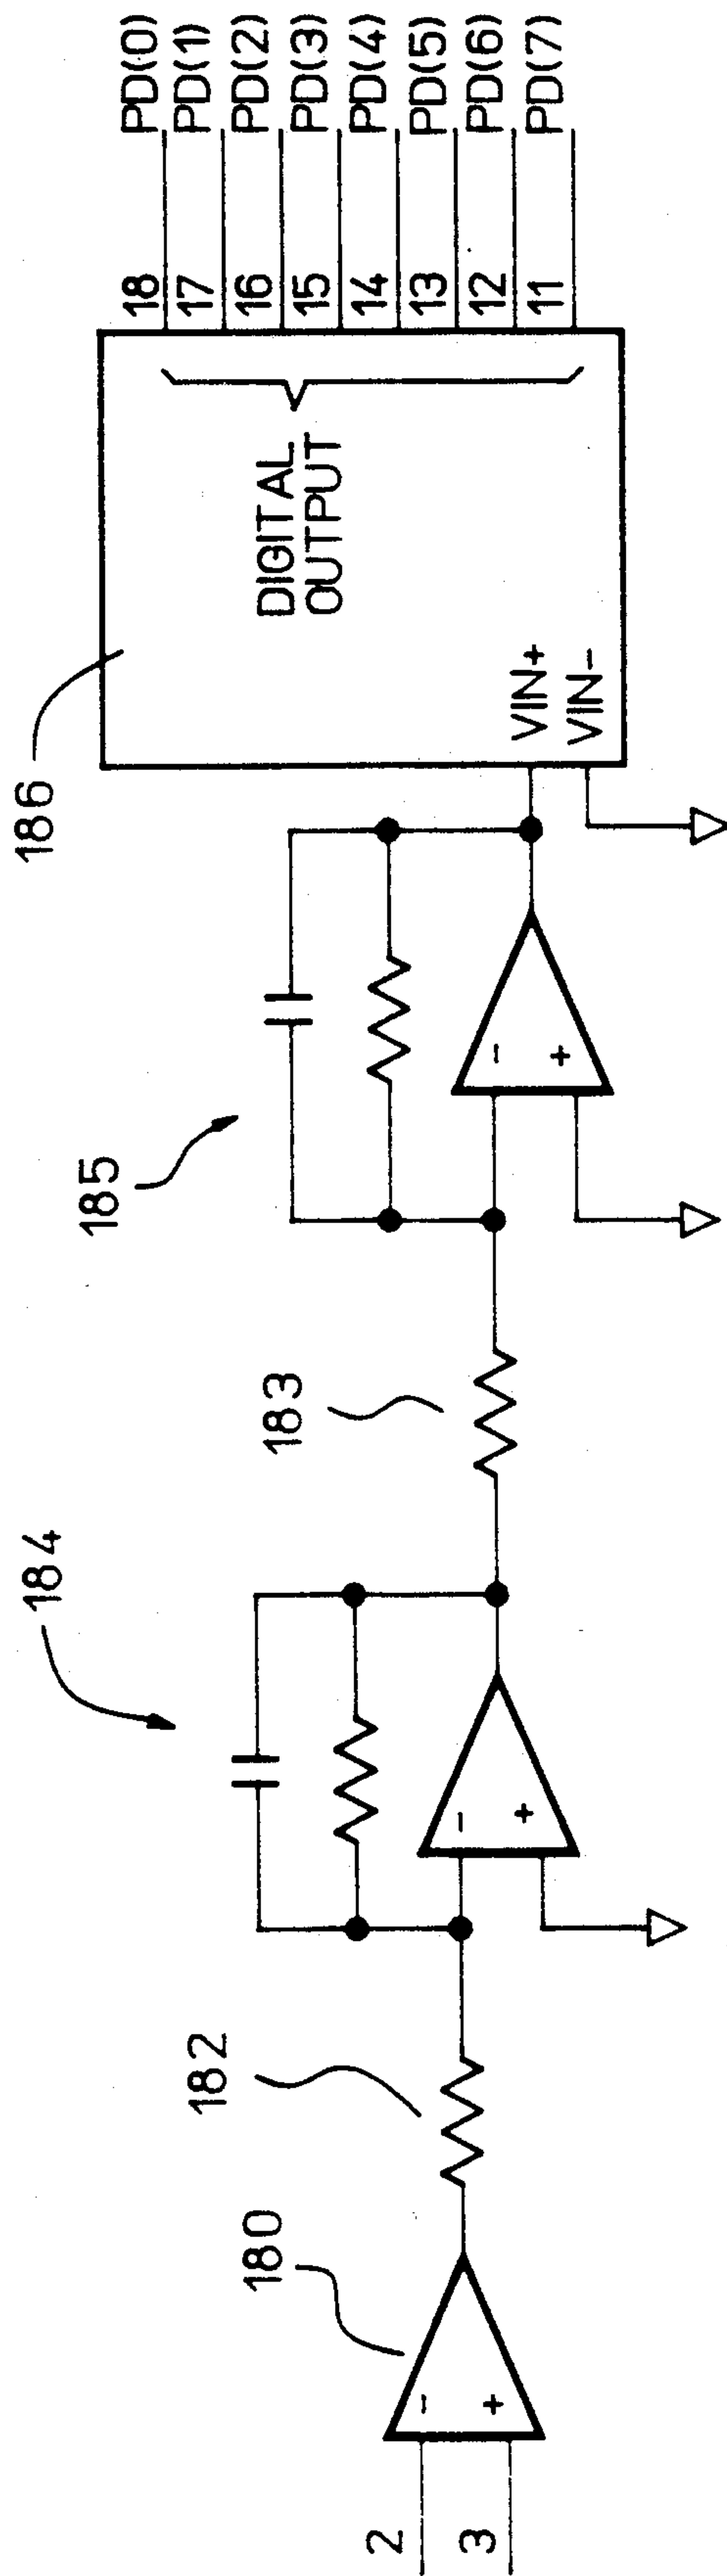 186
185
184
183
182
180
2
3
-
+
-
+
-
+
VIN+
VIN-
DIGITAL
OUTPUT
18 PD(0)
17 PD(1)
16 PD(2)
15 PD(3)
14 PD(4)
13 PD(5)
12 PD(6)
11 PD(7)